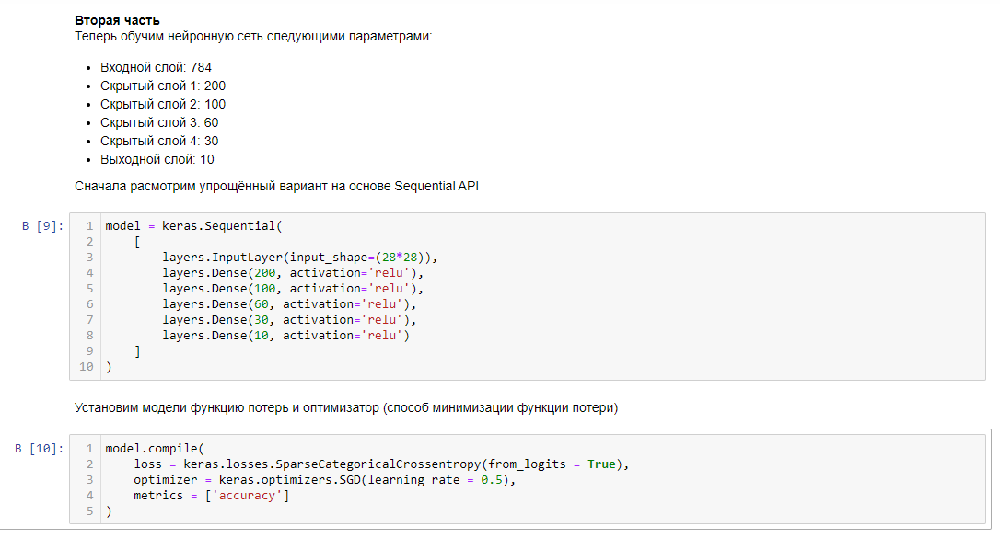 Вторая часть
Теперь обучим нейронную сеть следующими параметрами:
• Входной слой: 784
• Скрытый слой 1: 200
• Скрытый слой 2: 100
• Скрытый слой 3: 60
• Скрытый слой 4: 30
• Выходной слой: 10
Сначала расмотрим упрощённый вариант на основе Sequential API
В [9]:
1 model = keras.Sequential(
2     [
3         layers.InputLayer(input_shape=(28*28)),
4         layers.Dense(200, activation='relu'),
5         layers.Dense(100, activation='relu'),
6         layers.Dense(60, activation='relu'),
7         layers.Dense(30, activation='relu'),
8         layers.Dense(10, activation='relu')
9     ]
10 )
Установим модели функцию потерь и оптимизатор (способ минимизации функции потери)
В [10]:
1 model.compile(
2     loss = keras.losses.SparseCategoricalCrossentropy(from_logits = True),
3     optimizer = keras.optimizers.SGD(learning_rate = 0.5),
4     metrics = ['accuracy']
5 )